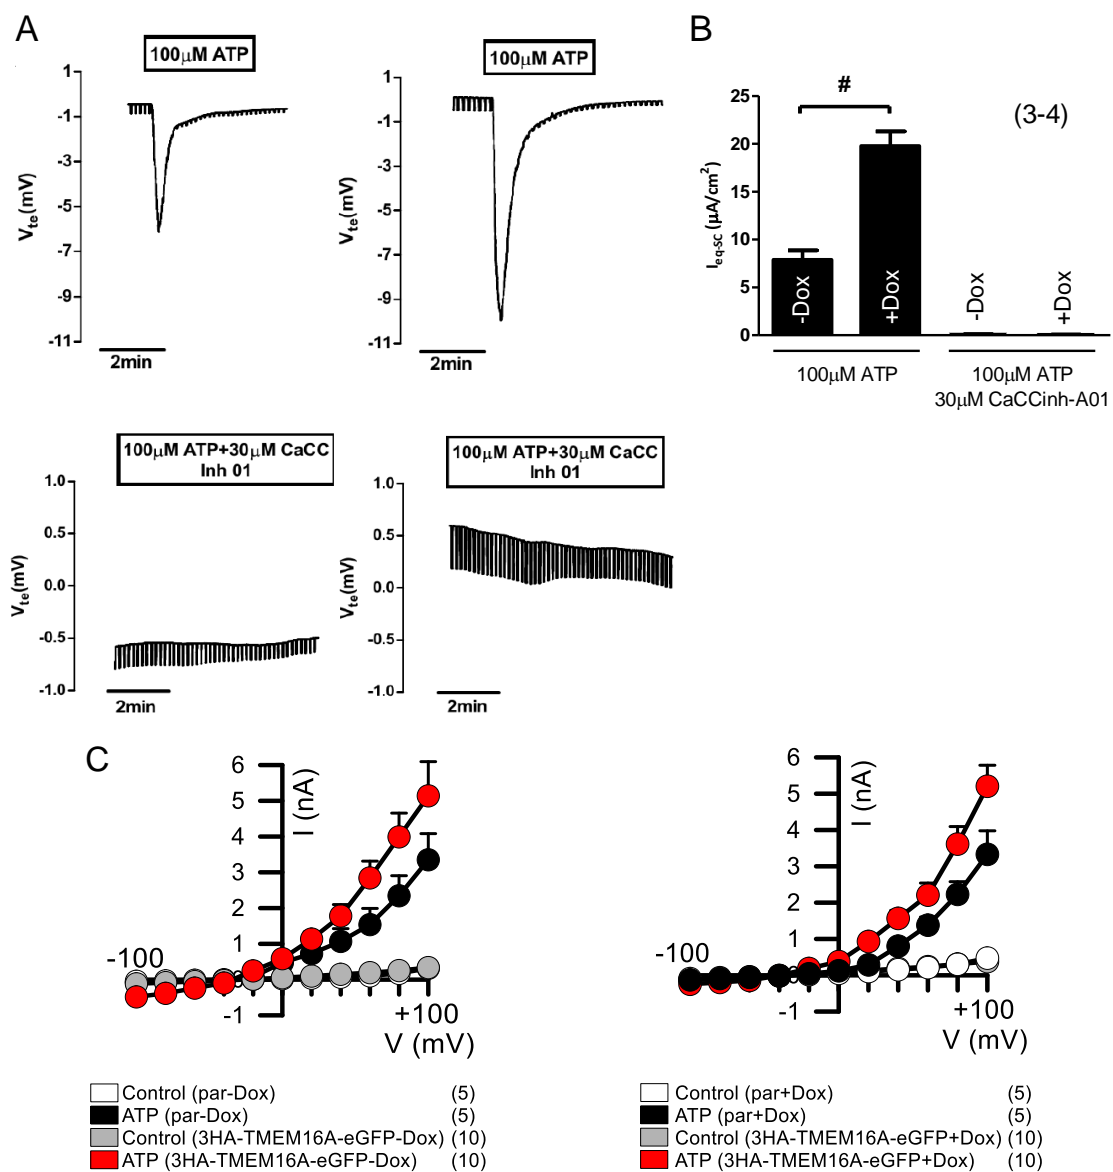 A
100μM ATP
1
-1
-3
-5
-7
-9
-11
Vte(mV)
2min
100μM ATP
1
-1
-3
-5
-7
-9
-11
Vte(mV)
2min
B
25
20
15
10
5
0
Ieq-SC (μA/cm²)
#
(3-4)
-Dox
+Dox
-Dox
+Dox
100μM ATP
100μM ATP
30μM CaCCinh-A01
100μM ATP+30μM CaCC
Inh 01
1.0
0.5
0.0
-0.5
-1.0
Vte(mV)
2min
100μM ATP+30μM CaCC
Inh 01
1.0
0.5
0.0
-0.5
-1.0
Vte(mV)
2min
C
6
5
4
3
2
1
-1
I (nA)
-100
+100
V (mV)
6
5
4
3
2
1
-1
I (nA)
-100
+100
V (mV)
Control (par-Dox) (5)
ATP (par-Dox) (5)
Control (3HA-TMEM16A-eGFP-Dox) (10)
ATP (3HA-TMEM16A-eGFP-Dox) (10)
Control (par+Dox) (5)
ATP (par+Dox) (5)
Control (3HA-TMEM16A-eGFP+Dox) (10)
ATP (3HA-TMEM16A-eGFP+Dox) (10)